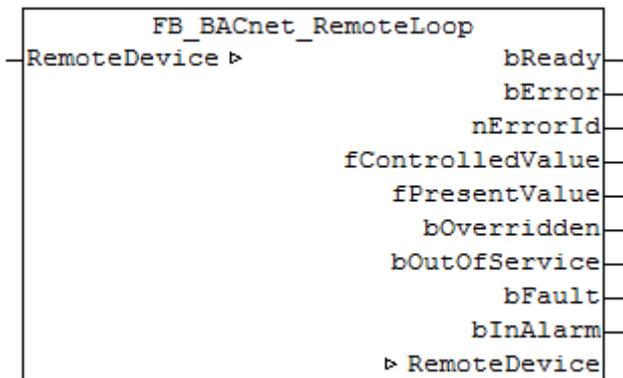 FB_BACnet_RemoteLoop
RemoteDevice ▷ bReady
bError
nErrorId
fControlledValue
fPresentValue
bOverridden
bOutOfService
bFault
bInAlarm
▷ RemoteDevice